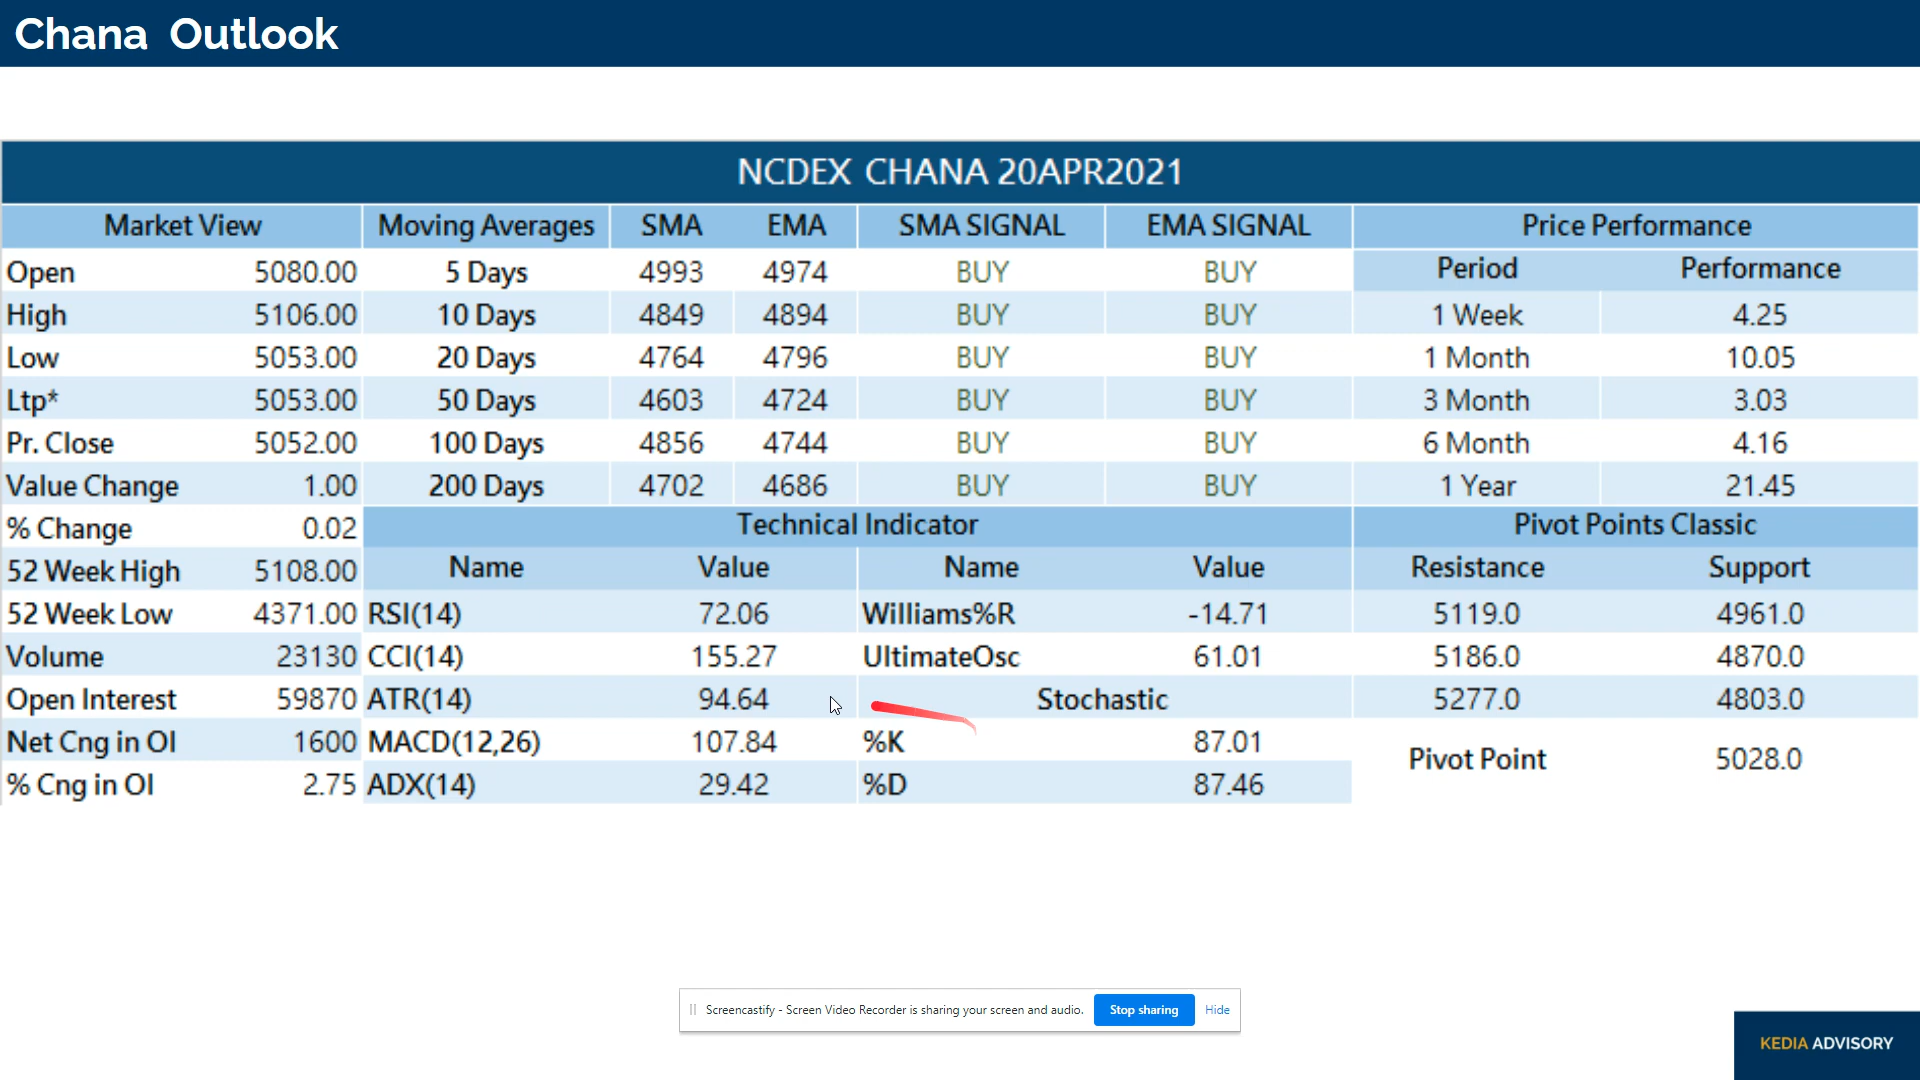 Chana Outlook
NCDEX CHANA 20APR2021
Market View Moving Averages SMA EMA SMA SIGNAL EMA SIGNAL Price Performance
Open 5080.00 5 Days 4993 4974 BUY BUY Period Performance
High 5106.00 10 Days 4849 4894 BUY BUY 1 Week 4.25
Low 5053.00 20 Days 4764 4796 BUY BUY 1 Month 10.05
Ltp* 5053.00 50 Days 4603 4724 BUY BUY 3 Month 3.03
Pr. Close 5052.00 100 Days 4856 4744 BUY BUY 6 Month 4.16
Value Change 1.00 200 Days 4702 4686 BUY BUY 1 Year 21.45
% Change 0.02 Technical Indicator Pivot Points Classic
52 Week High 5108.00 Name Value Name Value Resistance Support
52 Week Low 4371.00 RSI(14) 72.06 Williams%R -14.71 5119.0 4961.0
Volume 23130 CCI(14) 155.27 UltimateOsc 61.01 5186.0 4870.0
Open Interest 59870 ATR(14) 94.64 Stochastic 5277.0 4803.0
Net Cng in OI 1600 MACD(12,26) 107.84 %K 87.01 Pivot Point 5028.0
% Cng in OI 2.75 ADX(14) 29.42 %D 87.46
Screencastify - Screen Video Recorder is sharing your screen and audio. Stop sharing Hide
KEDIA ADVISORY